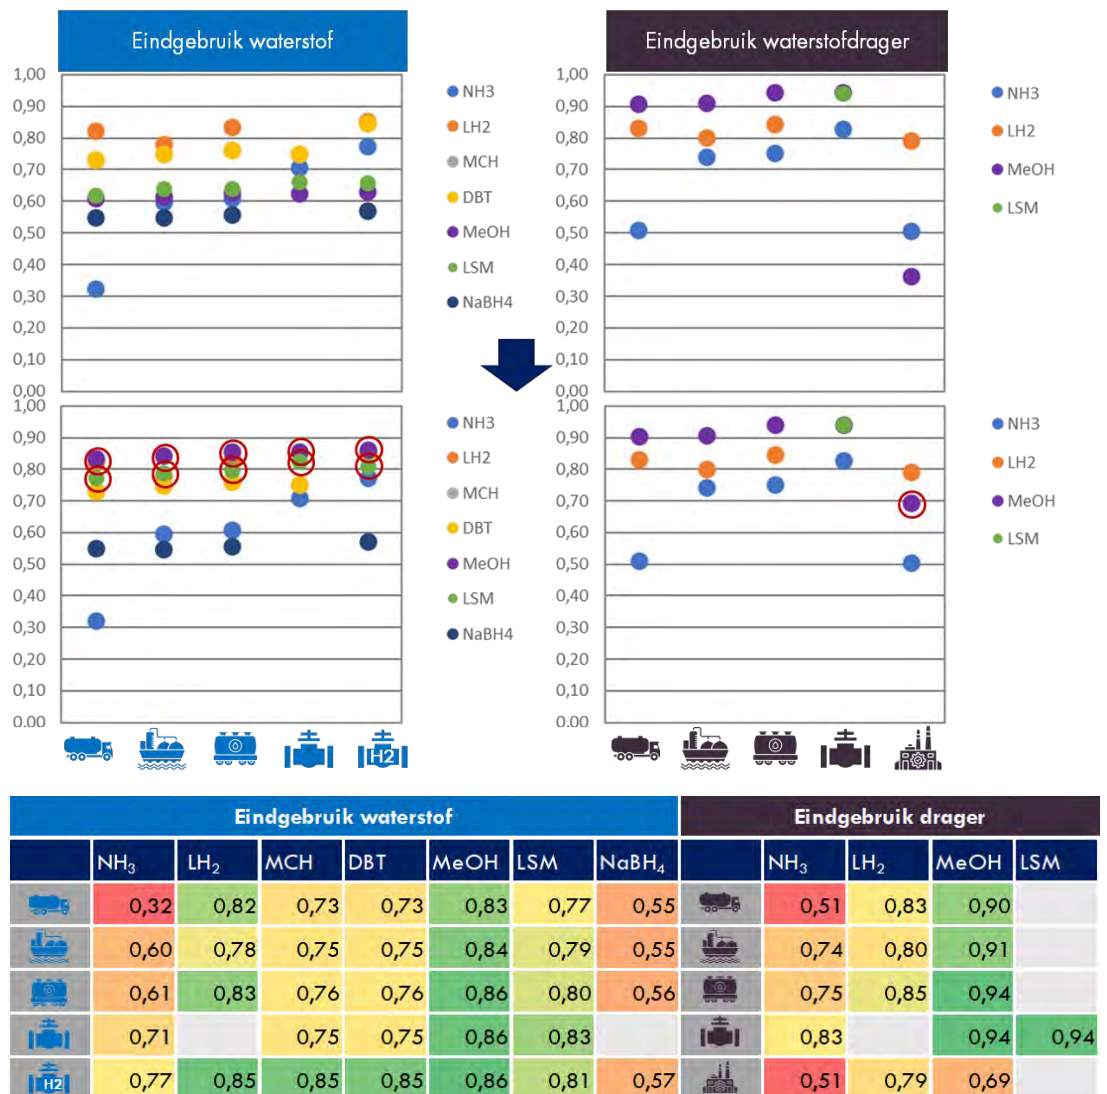 Eindgebruik waterstof
Eindgebruik waterstofdrager
1,00
0,90
0,80
0,70
0,60
0,50
0,40
0,30
0,20
0,10
0,00
NH3
LH2
MCH
DBT
MeOH
LSM
NaBH4
1,00
0,90
0,80
0,70
0,60
0,50
0,40
0,30
0,20
0,10
0,00
NH3
LH2
MeOH
LSM
1,00
0,90
0,80
0,70
0,60
0,50
0,40
0,30
0,20
0,10
0.00
NH3
LH2
MCH
DBT
MeOH
LSM
NaBH4
H2
1,00
0,90
0,80
0,70
0,60
0,50
0,40
0,30
0,20
0,10
0.00
NH3
LH2
MeOH
LSM
Eindgebruik waterstof Eindgebruik drager
NH₃ LH₂ MCH DBT MeOH LSM NaBH₄ NH₃ LH₂ MeOH LSM
0,32 0,82 0,73 0,73 0,83 0,77 0,55 0,51 0,83 0,90
0,60 0,78 0,75 0,75 0,84 0,79 0,55 0,74 0,80 0,91
0,61 0,83 0,76 0,76 0,86 0,80 0,56 0,75 0,85 0,94
0,71 0,75 0,75 0,86 0,83 0,83 0,94 0,94
H2 0,77 0,85 0,85 0,85 0,86 0,81 0,57 0,51 0,79 0,69